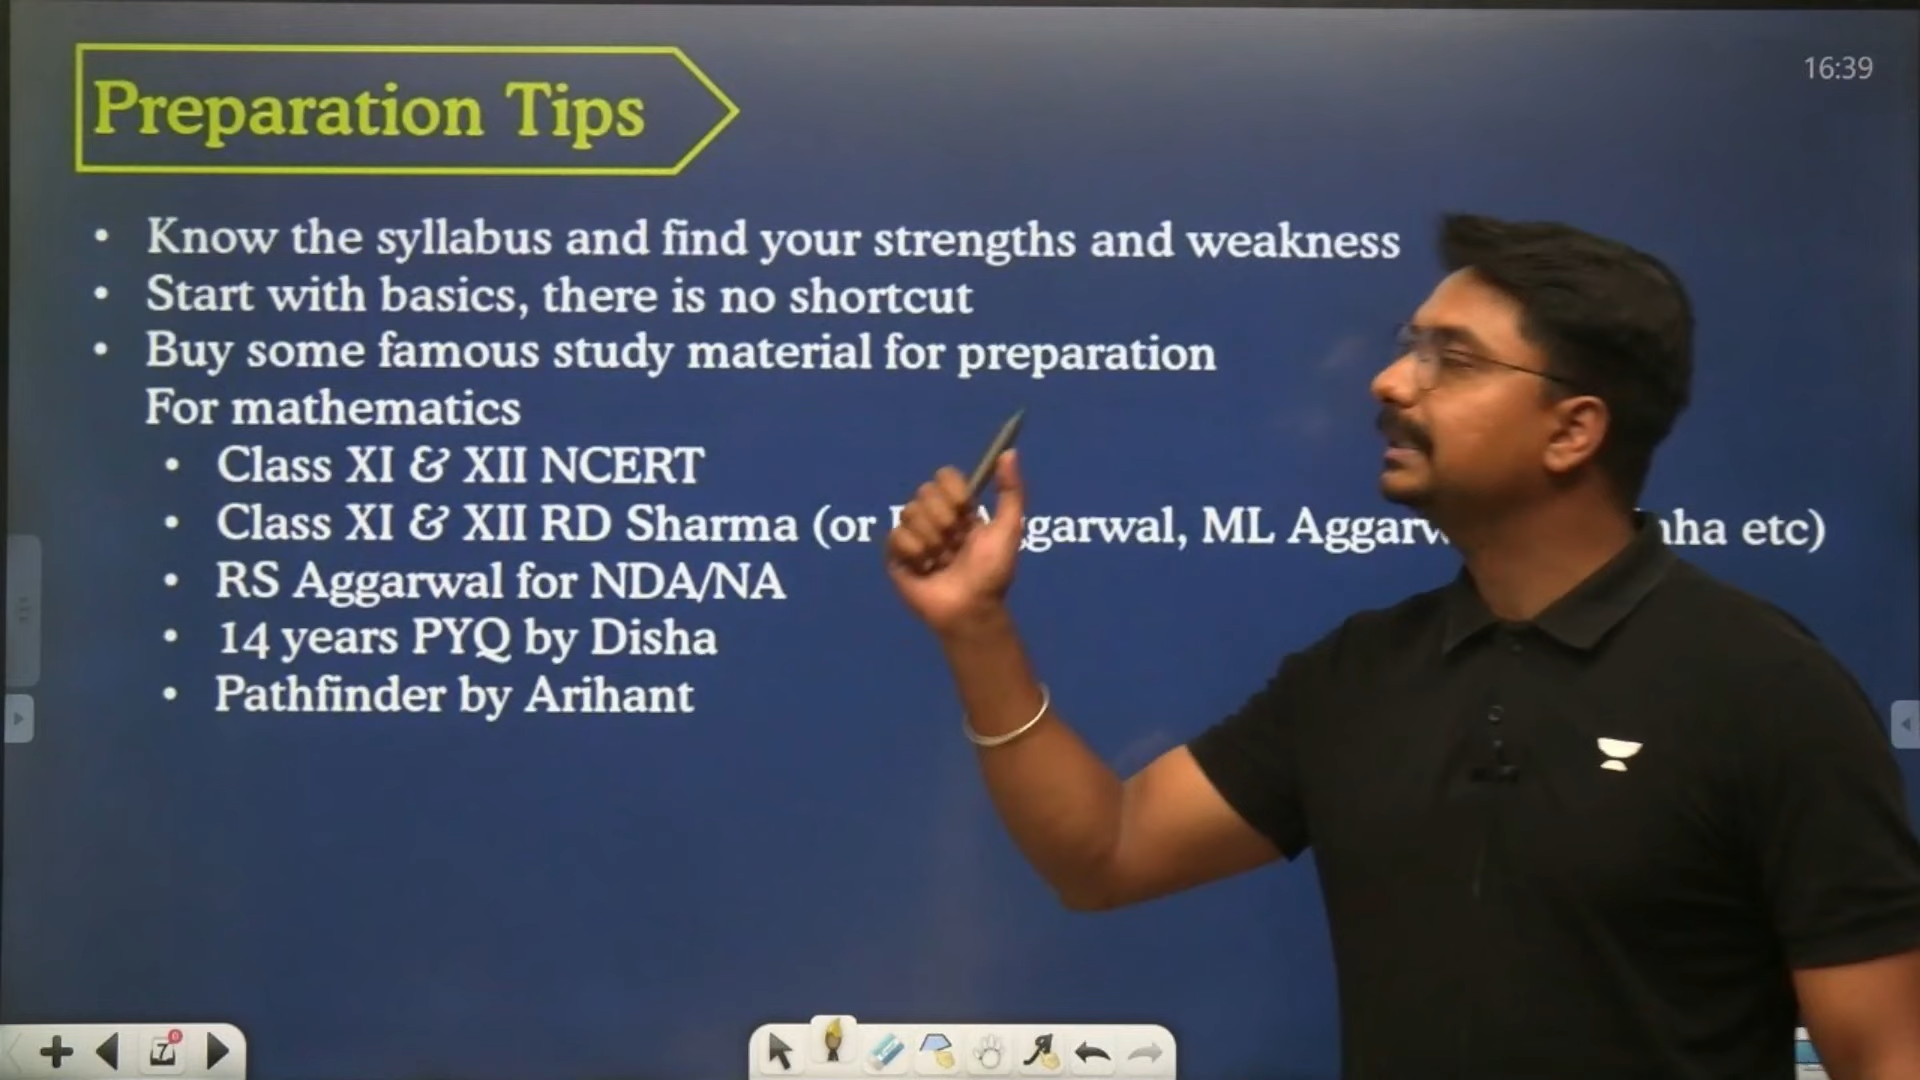 Preparation Tips
16:39
• Know the syllabus and find your strengths and weakness
• Start with basics, there is no shortcut
• Buy some famous study material for preparation
For mathematics
• Class XI & XII NCERT
• Class XI & XII RD Sharma (or ML etc)
• RS Aggarwal for NDA/NA
• 14 years PYQ by Disha
• Pathfinder by Arihant
7